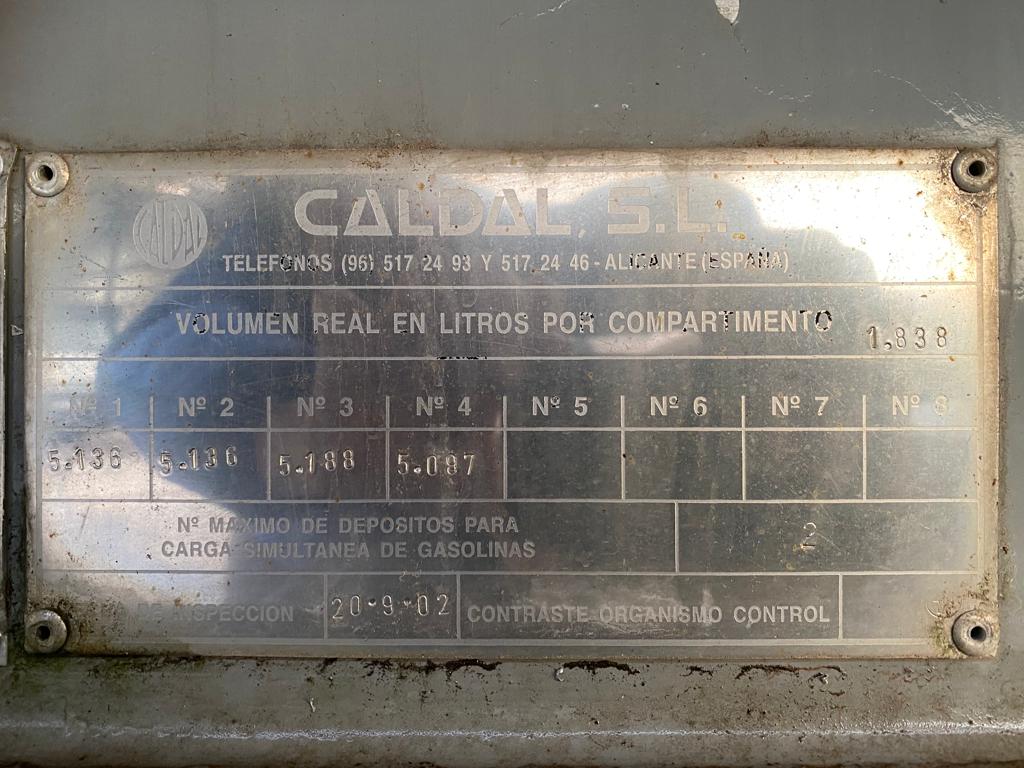 CALDAL
CALDAL, S.L.
TELEFONOS (96) 517 24 93 Y 517 24 46 - ALICANTE (ESPAÑA)
VOLUMEN REAL EN LITROS POR COMPARTIMENTO 1.838
Nº 1 Nº 2 Nº 3 Nº 4 Nº 5 Nº 6 Nº 7 Nº 8
5.136 5.136 5.188 5.087
Nº MAXIMO DE DEPOSITOS PARA
CARGA SIMULTANEA DE GASOLINAS 2
DE INSPECCION 20-9-02 CONTRASTE ORGANISMO CONTROL